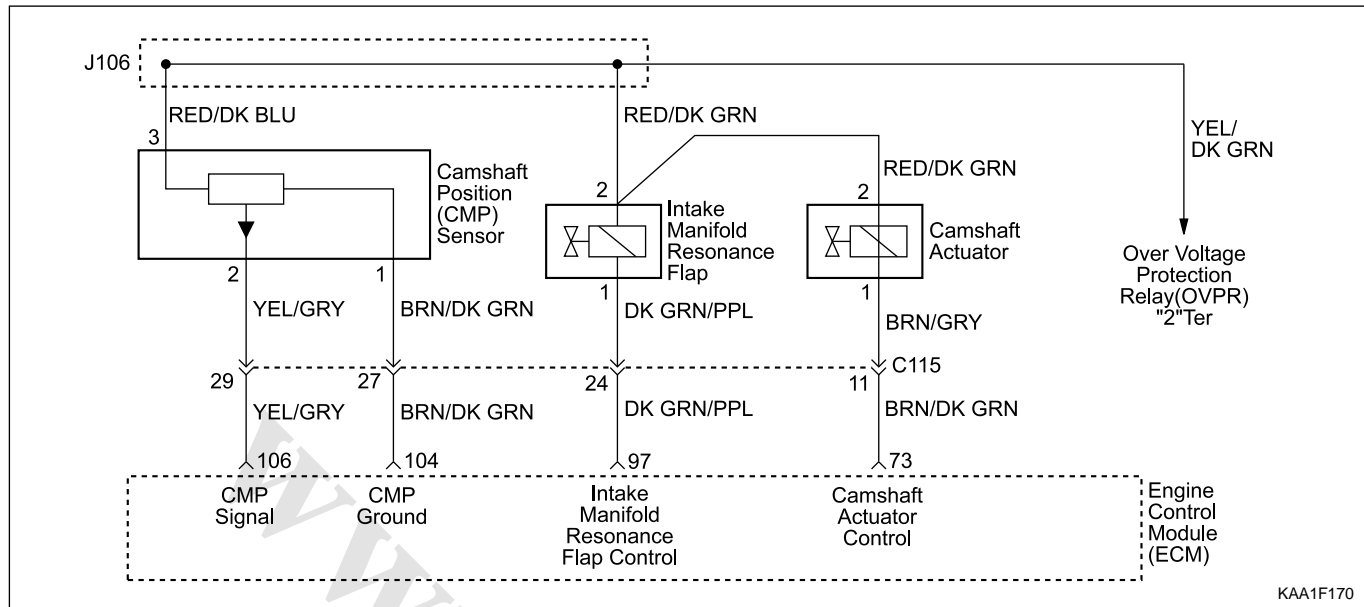 J106
RED/DK BLU
RED/DK GRN
YEL/
DK GRN
3
Camshaft
Position
(CMP)
Sensor
RED/DK GRN
2
2
Intake
Manifold
Resonance
Flap
Camshaft
Actuator
Over Voltage
Protection
Relay(OVPR)
"2"Ter
2
1
1
1
YEL/GRY
BRN/DK GRN
DK GRN/PPL
BRN/GRY
C115
29
27
24
11
YEL/GRY
BRN/DK GRN
DK GRN/PPL
BRN/DK GRN
106
104
97
73
CMP
Signal
CMP
Ground
Intake
Manifold
Resonance
Flap Control
Camshaft
Actuator
Control
Engine
Control
Module
(ECM)
KAA1F170